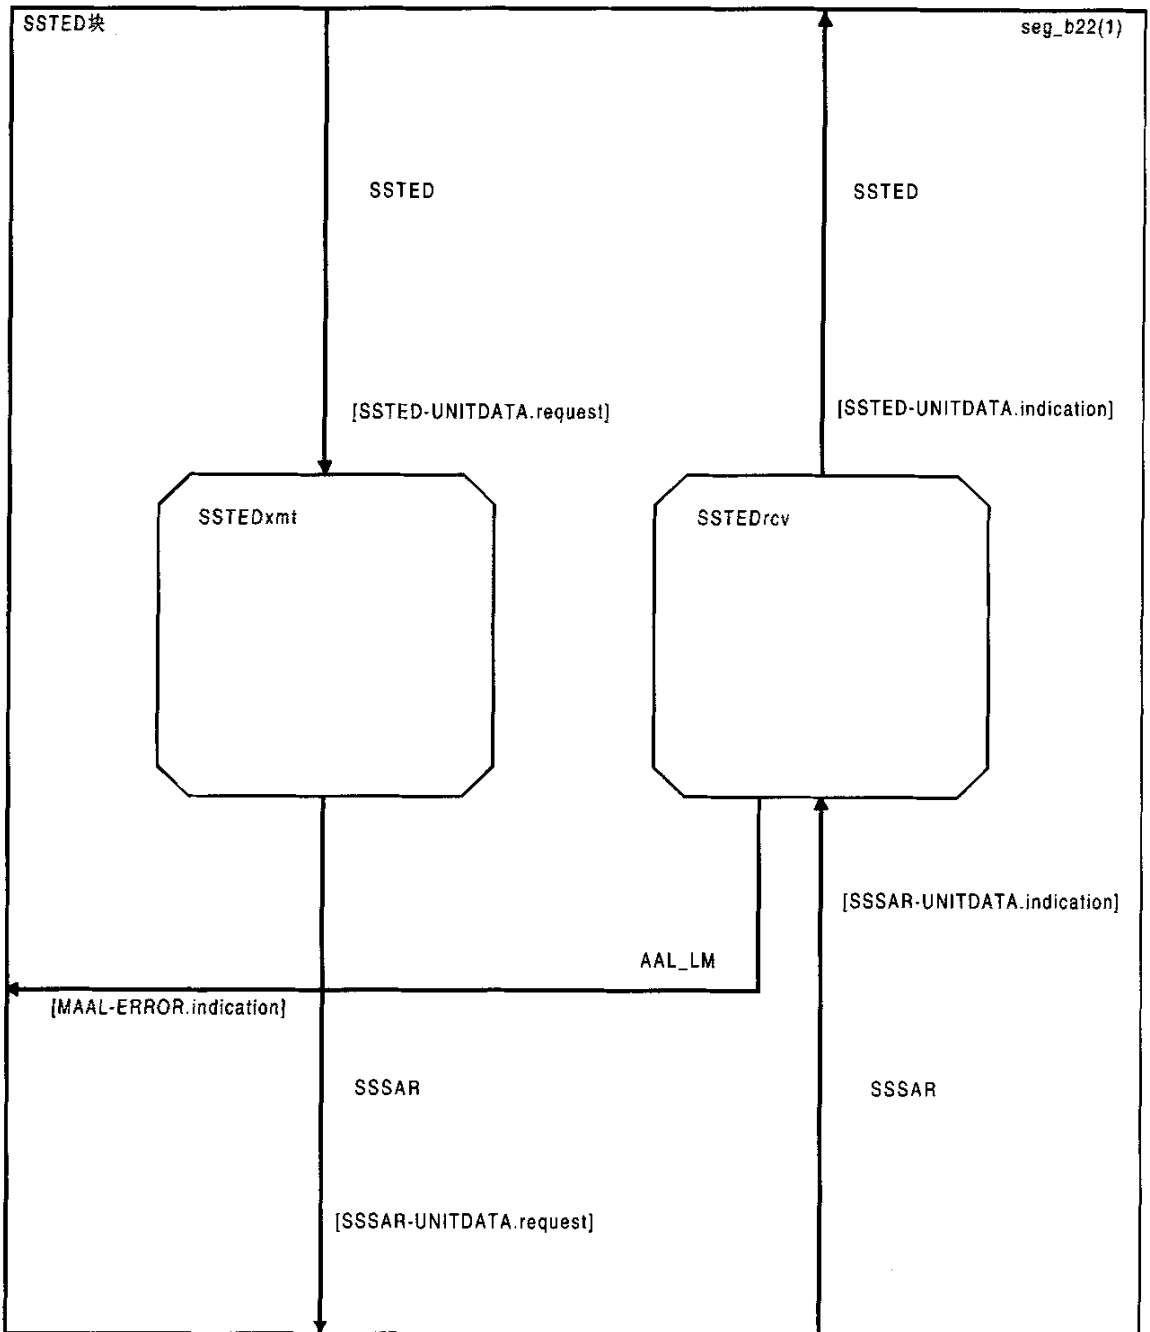 SSTED块
seg_b22(1)
SSTED
SSTED
[SSTED-UNITDATA.request]
[SSTED-UNITDATA.indication]
SSTEDxmt
SSTEDrcv
[SSSAR-UNITDATA.indication]
AAL_LM
[MAAL-ERROR.indication]
SSSAR
SSSAR
[SSSAR-UNITDATA.request]